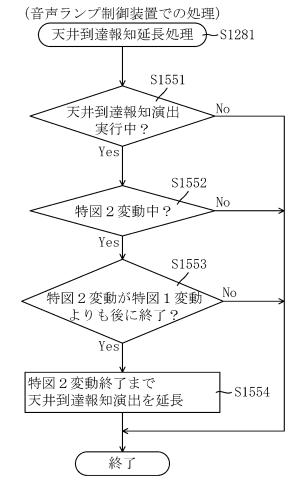 (音声ランプ制御装置での処理)
天井到達報知延長処理
S1281
S1551
天井到達報知演出
実行中？
No
Yes
S1552
特図２変動中？
No
Yes
S1553
特図２変動が特図１変動
よりも後に終了？
No
Yes
特図２変動終了まで
天井到達報知演出を延長
S1554
終了